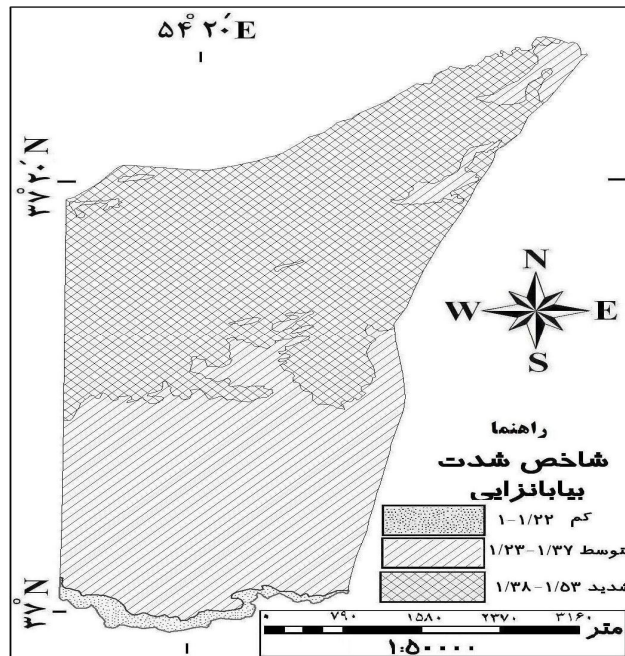 ۵۴° ۲۰′ E
۳۷° ۲۰′ N
N
W E
S
راهنما
شاخص شدت
بیابانزایی
کم ۱-۱/۲۲
متوسط ۱/۲۳-۱/۳۷
شدید ۱/۳۸-۱/۵۳
۳۷° N
۰ ۷۹۰ ۱۵۸۰ ۲۳۷۰ ۳۱۶۰ متر
۱:۵۰۰۰۰